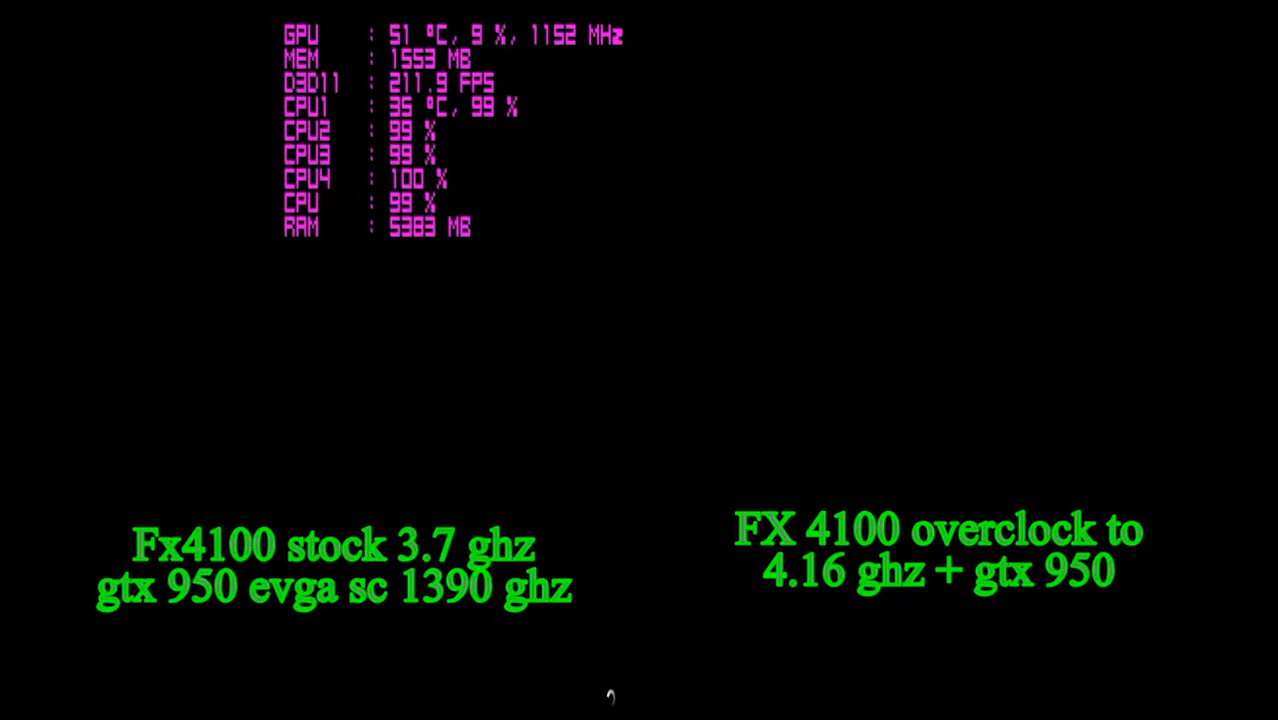 GPU : 51 °C, 9 %, 1152 MHz
MEM : 1553 MB
D3D11 : 211.9 FPS
CPU1 : 35 °C, 99 %
CPU2 : 99 %
CPU3 : 99 %
CPU4 : 100 %
CPU : 99 %
RAM : 5383 MB
Fx4100 stock 3.7 ghz
gtx 950 evga sc 1390 ghz
FX 4100 overclock to
4.16 ghz + gtx 950